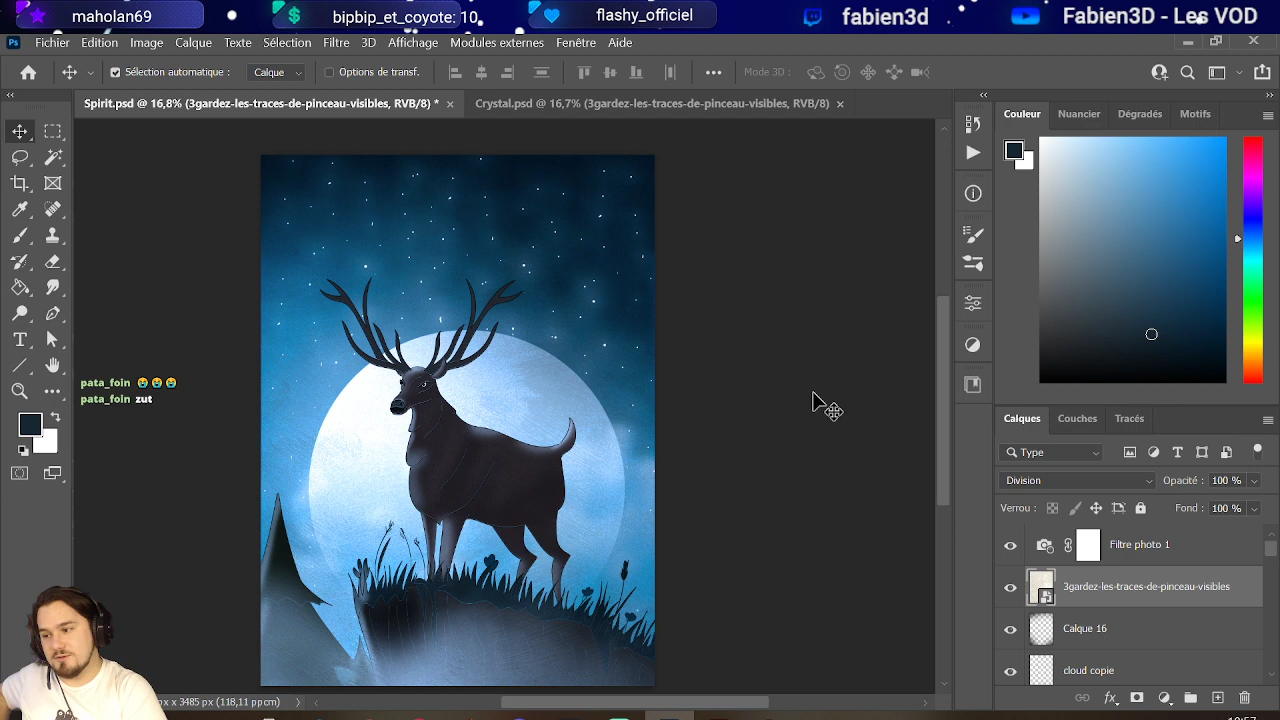 maholan69
bipbip_et_coyote: 10
flashy_officiel
fabien3d
Fabien3D - Les VOD
Ps
Fichier Edition Image Calque Texte Sélection Filtre 3D Affichage Modules externes Fenêtre Aide
Sélection automatique : Calque Options de transf. Mode 3D :
Spirit.psd @ 16,8% (3gardez-les-traces-de-pinceau-visibles, RVB/8) *
Crystal.psd @ 16,7% (3gardez-les-traces-de-pinceau-visibles, RVB/8)
Couleur Nuancier Dégradés Motifs
pata_foin 😭😭😭
pata_foin zut
Calques Couches Tracés
Type
Division Opacité : 100 %
Verrou : Fond : 100 %
Filtre photo 1
3gardez-les-traces-de-pinceau-visibles
Calque 16
cloud copie
px x 3485 px (118,11 ppcm)